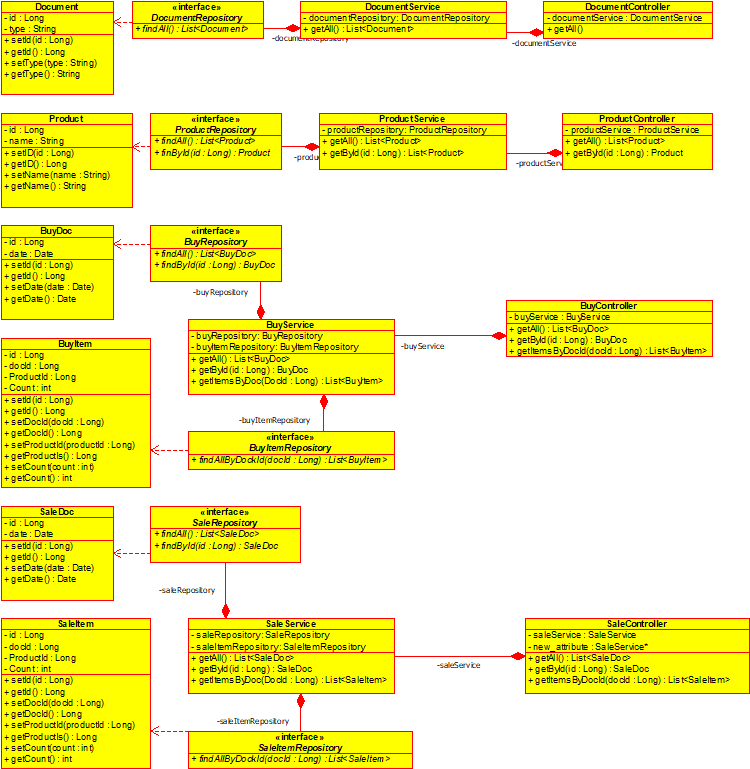 Document
- id : Long
- type : String
+ setId(id : Long)
+ getId() : Long
+ setType(type : String)
+ getType() : String
«interface»
DocumentRepository
+ findAll() : List<Document>
-documentRepository
DocumentService
- documentRepository: DocumentRepository
+ getAll() : List<Document>
-documentService
DocumentController
- documentService : DocumentService
+ getAll()
Product
- id : Long
- name : String
+ setID(id : Long)
+ getID() : Long
+ setName(name : String)
+ getName() : String
«interface»
ProductRepository
+ findAll() : List<Product>
+ finById(id : Long) : Product
-produ
ProductService
- productRepository: ProductRepository
+ getAll() : List<Product>
+ getById(id : Long) : List<Product>
-productServ
ProductController
- productService : ProductService
+ getAll() : List<Product>
+ getById(id : Long) : Product
BuyDoc
- id : Long
- date : Date
+ setId(id : Long)
+ getId() : Long
+ setDate(date : Date)
+ getDate() : Date
«interface»
BuyRepository
+ findAll() : List<BuyDoc>
+ findById(id : Long) : BuyDoc
-buyRepository
BuyService
- buyRepository: BuyRepository
- buyItemRepository: BuyItemRepository
+ getAll() : List<BuyDoc>
+ getById(id : Long) : BuyDoc
+ getItemsByDoc(DocId : Long) : List<BuyItem>
-buyService
BuyController
- buyService : BuyService
+ getAll() : List<BuyDoc>
+ getById(id : Long) : BuyDoc
+ getItemsByDocId(docId : Long) : List<BuyItem>
BuyItem
- id : Long
- docId : Long
- ProductId : Long
- Count : int
+ setId(id : Long)
+ getId() : Long
+ setDocId(docId : Long)
+ getDocId() : Long
+ setProductId(productId : Long)
+ getProductIs() : Long
+ setCount(count : int)
+ getCount() : int
-buyItemRepository
«interface»
BuyItemRepository
+ findAllByDockId(docId : Long) : List<BuyItem>
SaleDoc
- id : Long
- date : Date
+ setId(id : Long)
+ getId() : Long
+ setDate(date : Date)
+ getDate() : Date
«interface»
SaleRepository
+ findAll() : List<SaleDoc>
+ findById(id : Long) : SaleDoc
-saleRepository
SaleService
- saleRepository: SaleRepository
- saleItemRepository: SaleItemRepository
+ getAll() : List<SaleDoc>
+ getById(id : Long) : SaleDoc
+ getItemsByDoc(DocId : Long) : List<SaleItem>
-saleService
SaleController
- saleService : SaleService
- new_attribute : SaleService*
+ getAll() : List<SaleDoc>
+ getById(id : Long) : SaleDoc
+ getItemsByDocId(docId : Long) : List<SaleItem>
SaleItem
- id : Long
- docId : Long
- ProductId : Long
- Count : int
+ setId(id : Long)
+ getId() : Long
+ setDocId(docId : Long)
+ getDocId() : Long
+ setProductId(productId : Long)
+ getProductIs() : Long
+ setCount(count : int)
+ getCount() : int
-saleItemRepository
«interface»
SaleItemRepository
+ findAllByDockId(docId : Long) : List<SaleItem>